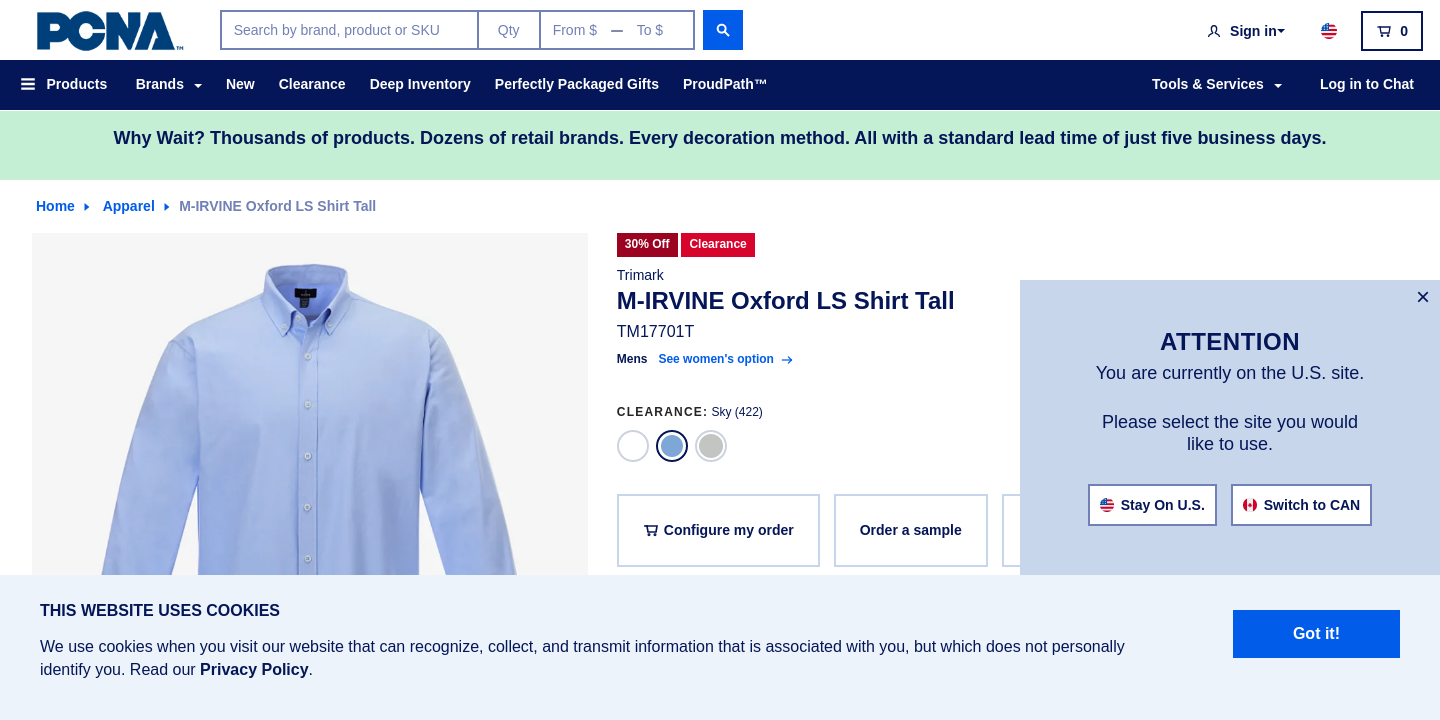 PCNA™
Search by brand, product or SKU
Qty
From $ — To $
Sign in
0
Products
Brands
New
Clearance
Deep Inventory
Perfectly Packaged Gifts
ProudPath™
Tools & Services
Log in to Chat
Why Wait? Thousands of products. Dozens of retail brands. Every decoration method. All with a standard lead time of just five business days.
Home
Apparel
M-IRVINE Oxford LS Shirt Tall
30% Off
Clearance
Trimark
M-IRVINE Oxford LS Shirt Tall
TM17701T
Mens See women's option
CLEARANCE: Sky (422)
Configure my order
Order a sample
×
ATTENTION
You are currently on the U.S. site.
Please select the site you would
like to use.
Stay On U.S.
Switch to CAN
THIS WEBSITE USES COOKIES
We use cookies when you visit our website that can recognize, collect, and transmit information that is associated with you, but which does not personally
identify you. Read our Privacy Policy.
Got it!